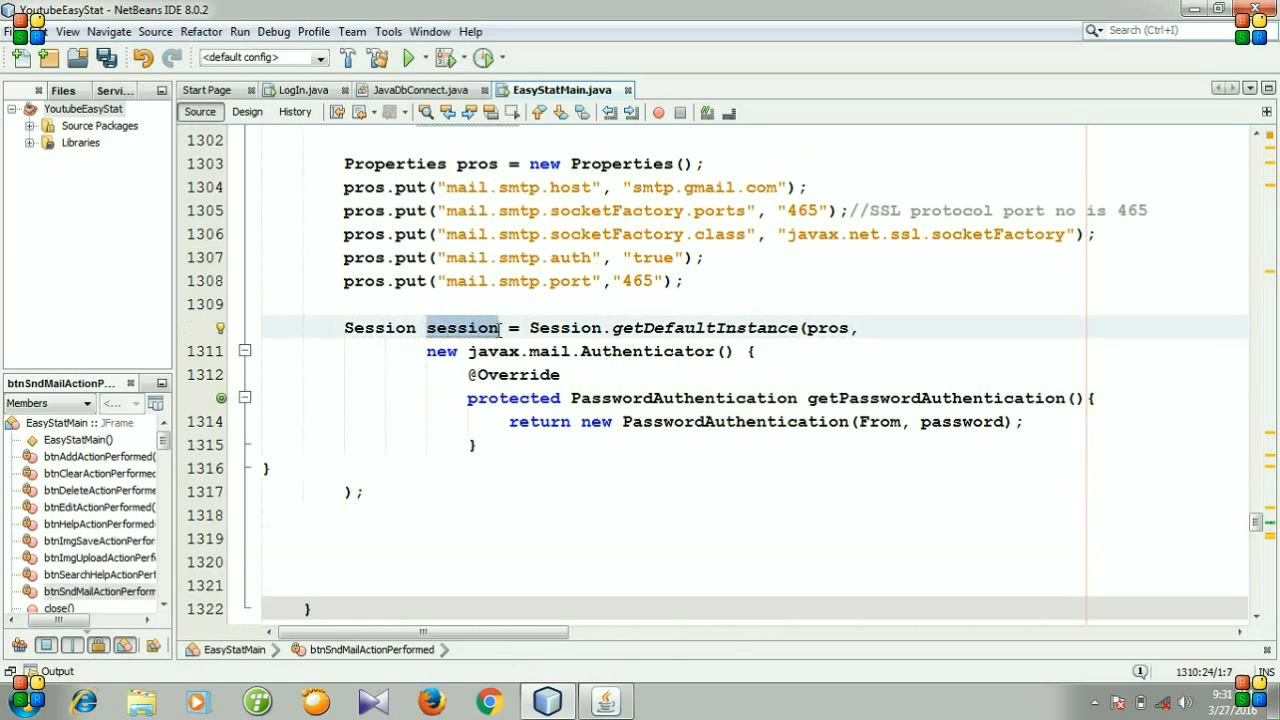 YoutubeEasyStat - NetBeans IDE 8.0.2
View Navigate Source Refactor Run Debug Profile Team Tools Window Help
Search (Ctrl+I)
<default config>
Files Servi...
Start Page LogIn.java JavaDbConnect.java EasyStatMain.java
YoutubeEasyStat
Source Design History
Source Packages
Libraries
1302
1303 Properties pros = new Properties();
1304 pros.put("mail.smtp.host", "smtp.gmail.com");
1305 pros.put("mail.smtp.socketFactory.ports", "465");//SSL protocol port no is 465
1306 pros.put("mail.smtp.socketFactory.class", "javax.net.ssl.socketFactory");
1307 pros.put("mail.smtp.auth", "true");
1308 pros.put("mail.smtp.port","465");
1309
Session session = Session.getDefaultInstance(pros,
1311 new javax.mail.Authenticator() {
1312 @Override
protected PasswordAuthentication getPasswordAuthentication(){
1314 return new PasswordAuthentication(From, password);
1315 }
1316 }
1317 );
1318
1319
1320
1321
1322 }
btnSndMailActionP...
Members <...
EasyStatMain :: JFrame
EasyStatMain()
btnAddActionPerformed(
btnClearActionPerformed
btnDeleteActionPerforme
btnEditActionPerformed(
btnHelpActionPerformed
btnImgSaveActionPerform
btnImgUploadActionPerf
btnSearchHelpActionPerf
btnSndMailActionPerform
close()
EasyStatMain btnSndMailActionPerformed
Output
1310:24/1:7 INS
9:31
3/27/2016